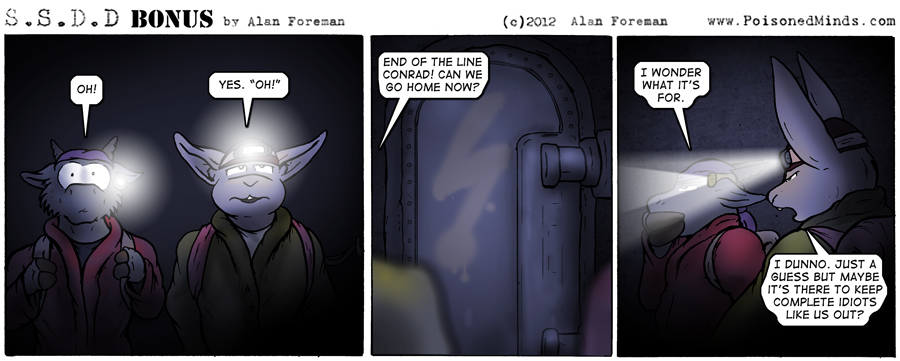 S.S.D.D BONUS by Alan Foreman (c)2012 Alan Foreman www.PoisonedMinds.com
OH!
YES. "OH!"
END OF THE LINE
CONRAD! CAN WE
GO HOME NOW?
I WONDER
WHAT IT'S
FOR.
I DUNNO. JUST A
GUESS BUT MAYBE
IT'S THERE TO KEEP
COMPLETE IDIOTS
LIKE US OUT?